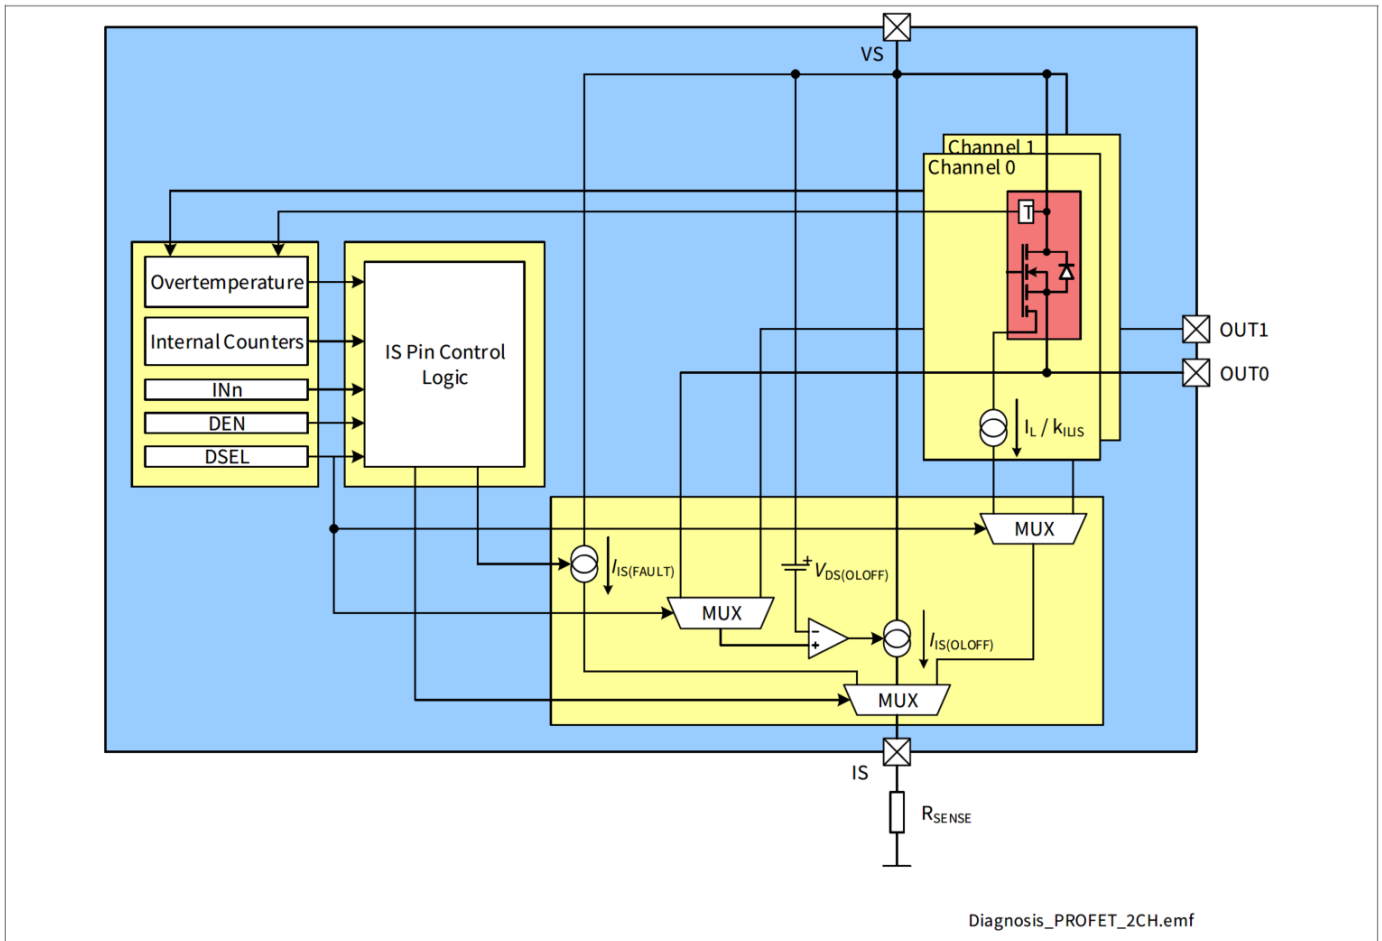 VS
Channel 1
Channel 0
T
Overtemperature
Internal Counters
INn
DEN
DSEL
IS Pin Control
Logic
OUT1
OUT0
IL / kILIS
MUX
IIS(FAULT)
+
VDS(OLOFF)
MUX
-
+
IIS(OLOFF)
MUX
IS
RSENSE
Diagnosis_PROFET_2CH.emf